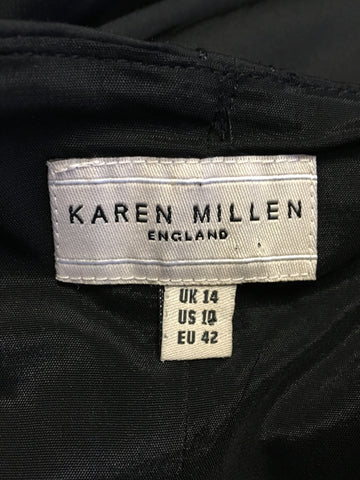 KAREN MILLEN
ENGLAND
UK 14
US 10
EU 42